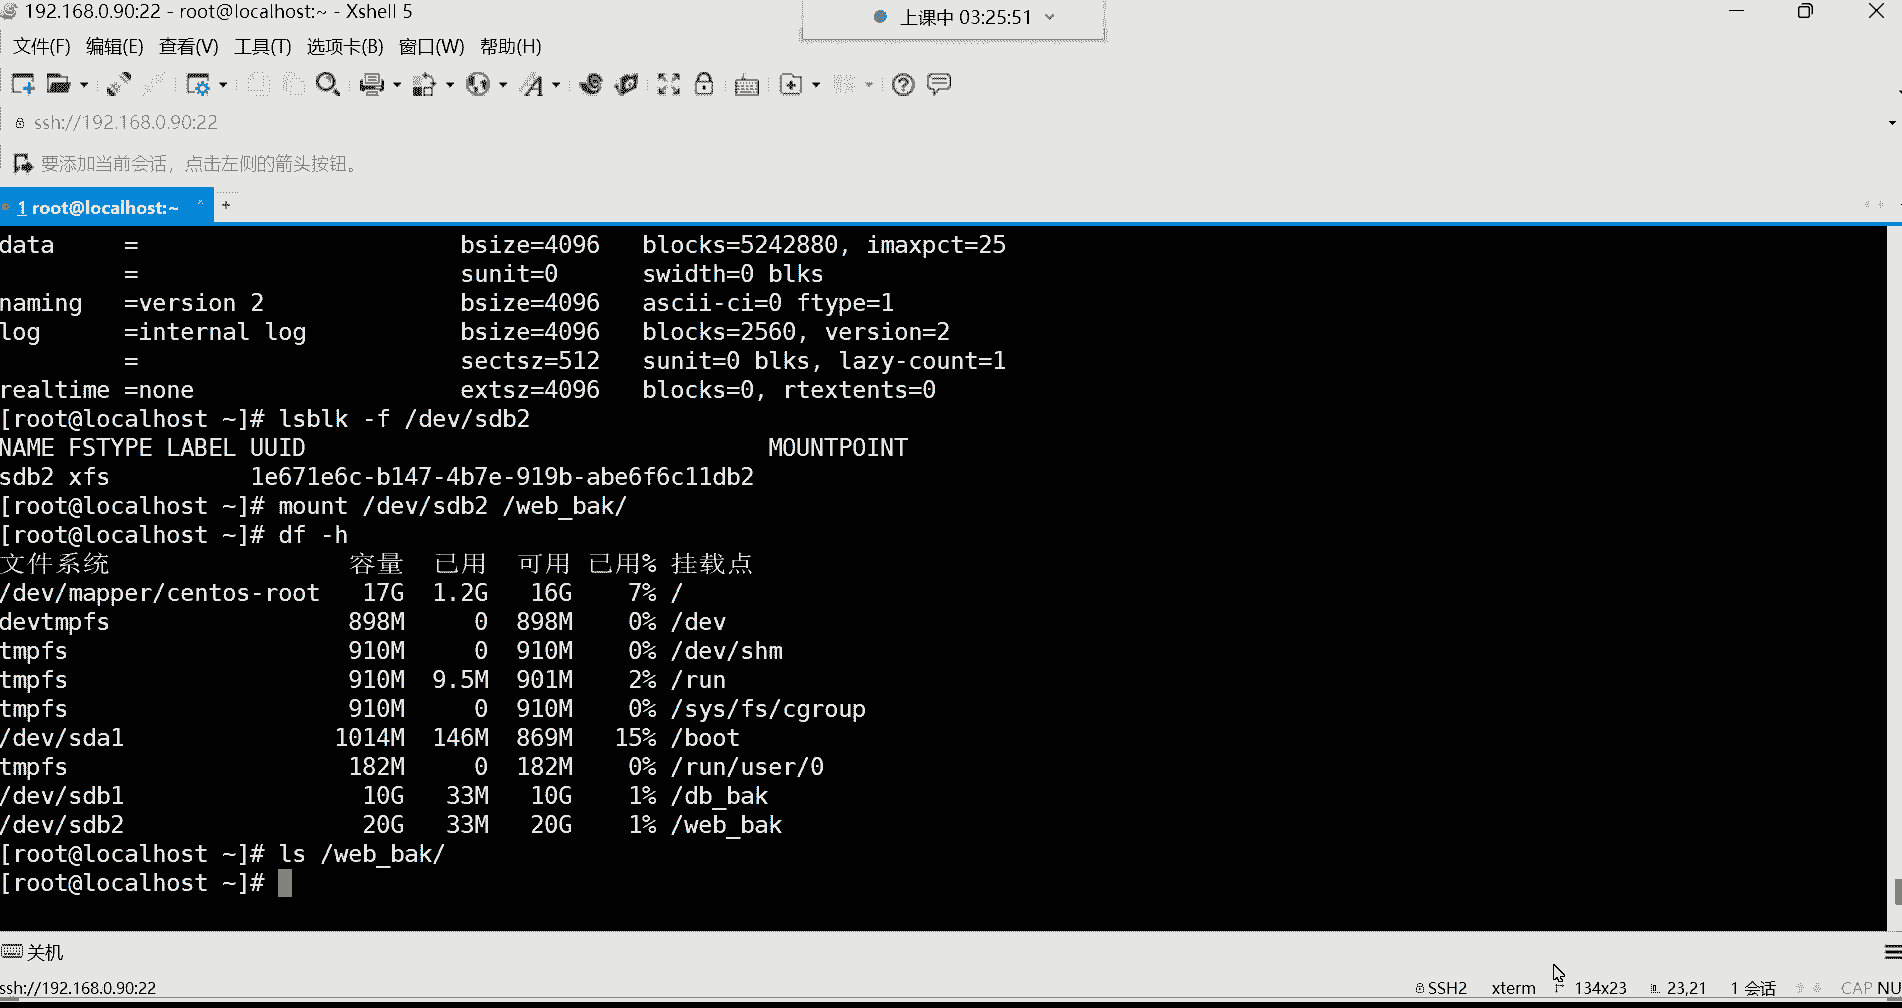 192.168.0.90:22 - root@localhost:~ - Xshell 5
上课中 03:25:51
文件(F) 编辑(E) 查看(V) 工具(T) 选项卡(B) 窗口(W) 帮助(H)
ssh://192.168.0.90:22
要添加当前会话，点击左侧的箭头按钮。
1 root@localhost:~ +
data     =                       bsize=4096   blocks=5242880, imaxpct=25
         =                       sunit=0      swidth=0 blks
naming   =version 2              bsize=4096   ascii-ci=0 ftype=1
log      =internal log           bsize=4096   blocks=2560, version=2
         =                       sectsz=512   sunit=0 blks, lazy-count=1
realtime =none                   extsz=4096   blocks=0, rtextents=0
[root@localhost ~]# lsblk -f /dev/sdb2
NAME FSTYPE LABEL UUID                                 MOUNTPOINT
sdb2 xfs          1e671e6c-b147-4b7e-919b-abe6f6c11db2
[root@localhost ~]# mount /dev/sdb2 /web_bak/
[root@localhost ~]# df -h
文件系统                 容量  已用  可用 已用% 挂载点
/dev/mapper/centos-root   17G  1.2G   16G    7% /
devtmpfs                 898M     0  898M    0% /dev
tmpfs                    910M     0  910M    0% /dev/shm
tmpfs                    910M  9.5M  901M    2% /run
tmpfs                    910M     0  910M    0% /sys/fs/cgroup
/dev/sda1               1014M  146M  869M   15% /boot
tmpfs                    182M     0  182M    0% /run/user/0
/dev/sdb1                 10G   33M   10G    1% /db_bak
/dev/sdb2                 20G   33M   20G    1% /web_bak
[root@localhost ~]# ls /web_bak/
[root@localhost ~]#
关机
ssh://192.168.0.90:22 SSH2 xterm 134x23 23,21 1 会话 CAP NU